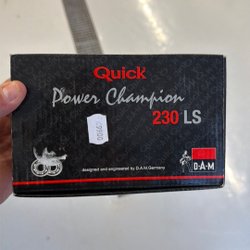 Quick
Power Champion
230 LS
designed and engineered by D.A.M. Germany
D·A·M